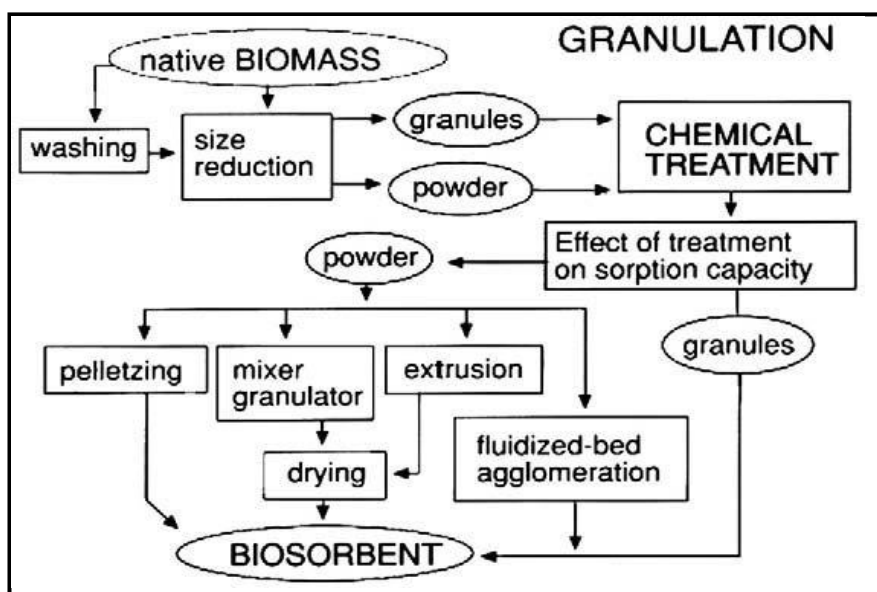 GRANULATION
native BIOMASS
washing
size
reduction
granules
powder
CHEMICAL
TREATMENT
Effect of treatment
on sorption capacity
powder
granules
pelletzing
mixer
granulator
extrusion
fluidized-bed
agglomeration
drying
BIOSORBENT